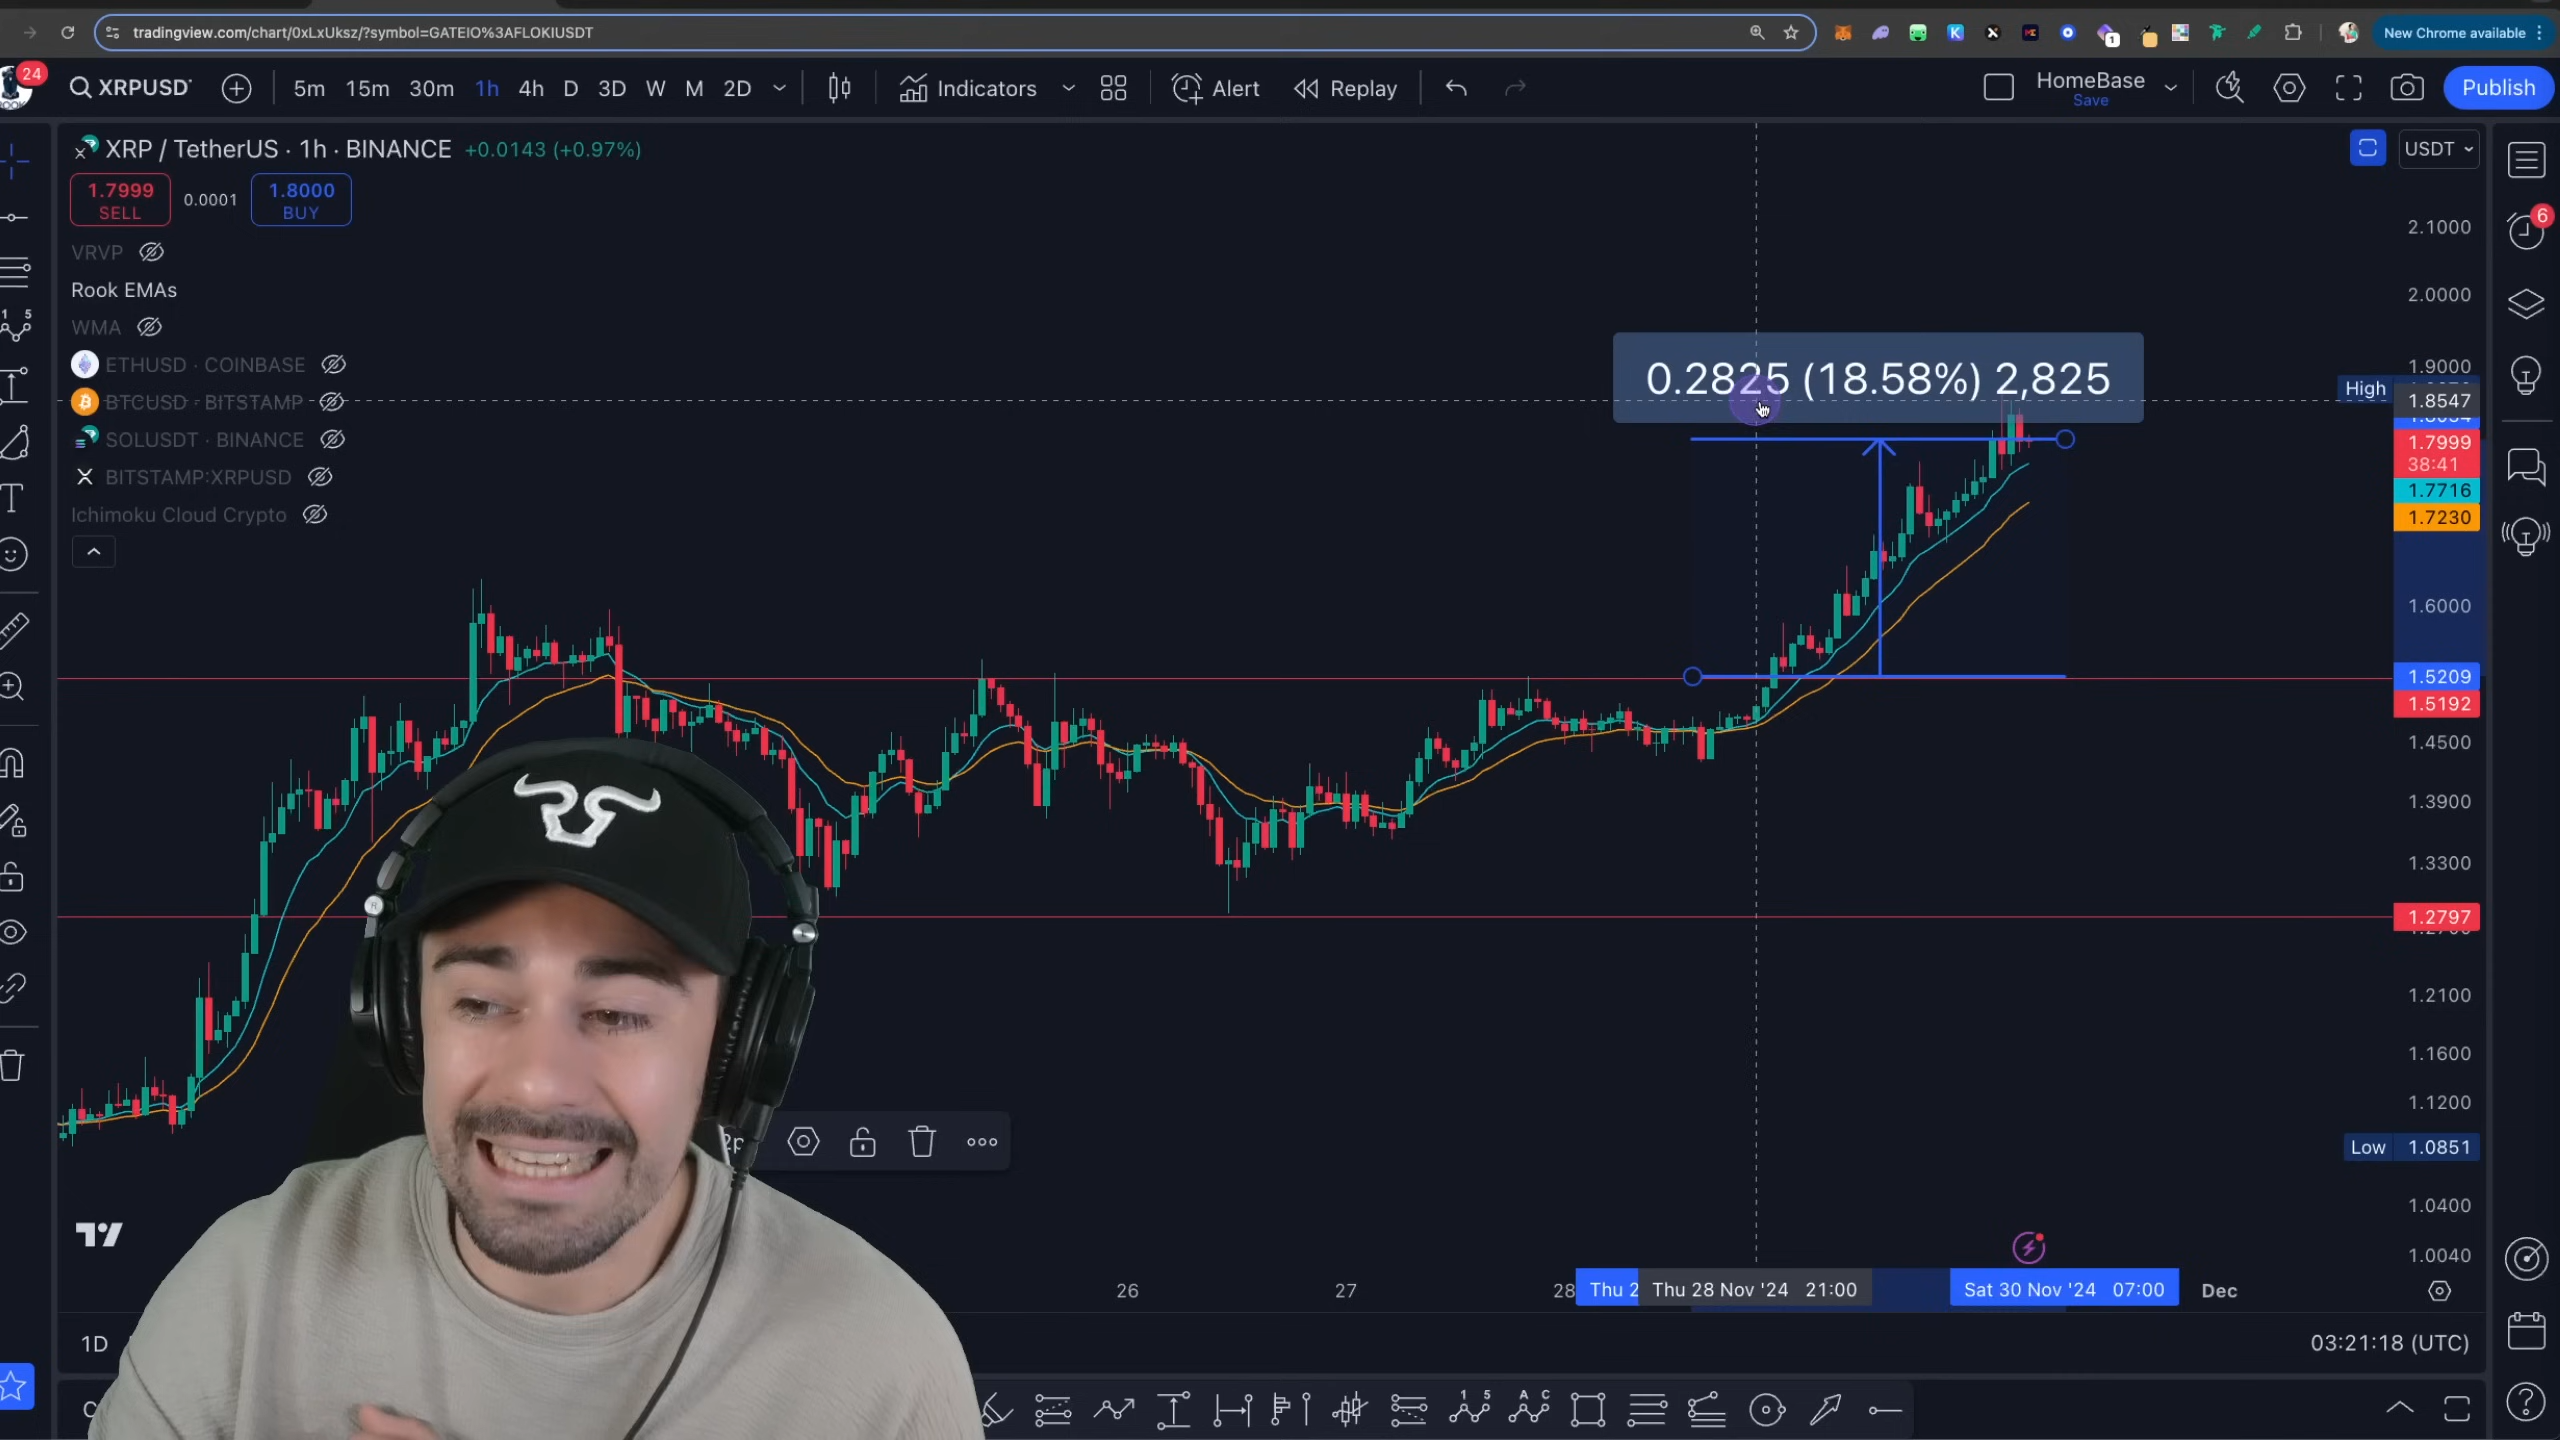 tradingview.com/chart/0xLxUksz/?symbol=GATEIO%3AFLOKIUSDT
New Chrome available
24
XRPUSD
5m 15m 30m 1h 4h D 3D W M 2D
Indicators
Alert
Replay
HomeBase
Save
Publish
XRP / TetherUS · 1h · BINANCE +0.0143 (+0.97%)
USDT
1.7999
SELL
0.0001
1.8000
BUY
6
VRVP
Rook EMAs
WMA
ETHUSD · COINBASE
BTCUSD · BITSTAMP
SOLUSDT · BINANCE
BITSTAMP:XRPUSD
Ichimoku Cloud Crypto
0.2825 (18.58%) 2,825
2.1000
2.0000
1.9000
High
1.8547
1.7999
38:41
1.7716
1.7230
1.6000
1.5209
1.5192
1.4500
1.3900
1.3300
1.2797
1.2100
1.1600
1.1200
Low 1.0851
1.0400
1.0040
26 27 28 Thu 2 Thu 28 Nov '24 21:00 Sat 30 Nov '24 07:00 Dec
1D
03:21:18 (UTC)